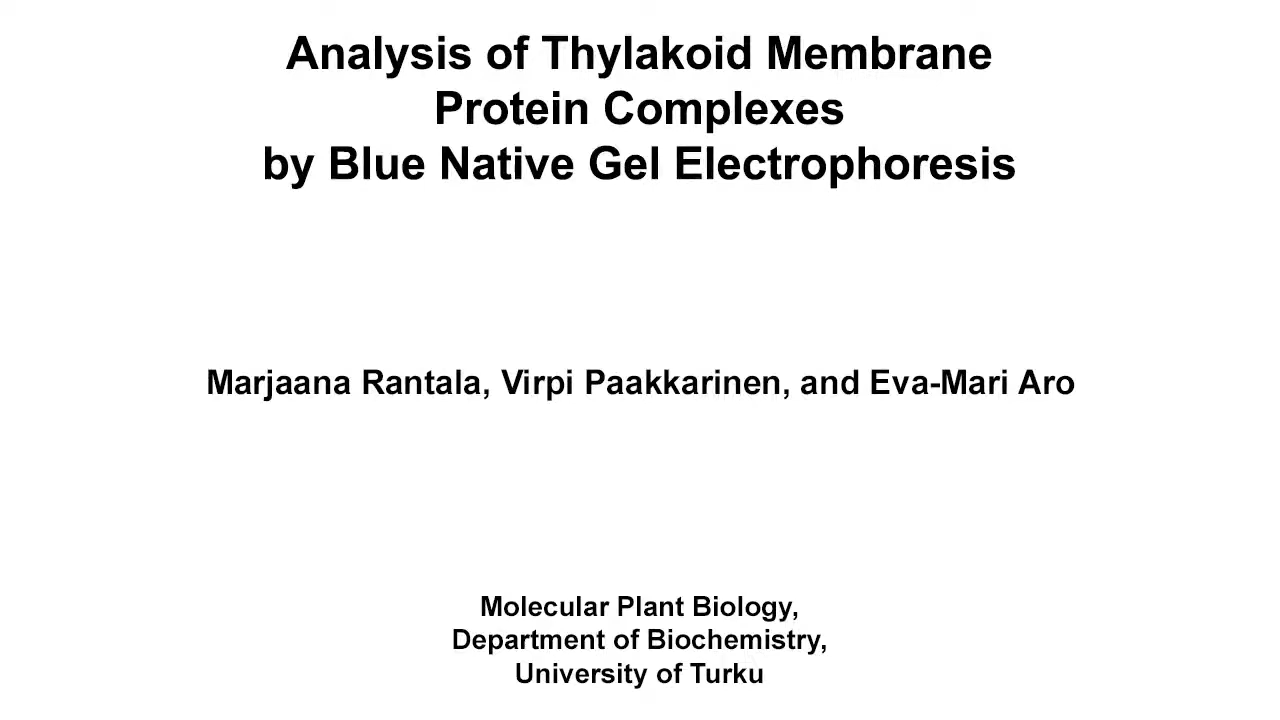 Analysis of Thylakoid Membrane
Protein Complexes
by Blue Native Gel Electrophoresis
Marjaana Rantala, Virpi Paakkarinen, and Eva-Mari Aro
Molecular Plant Biology,
Department of Biochemistry,
University of Turku